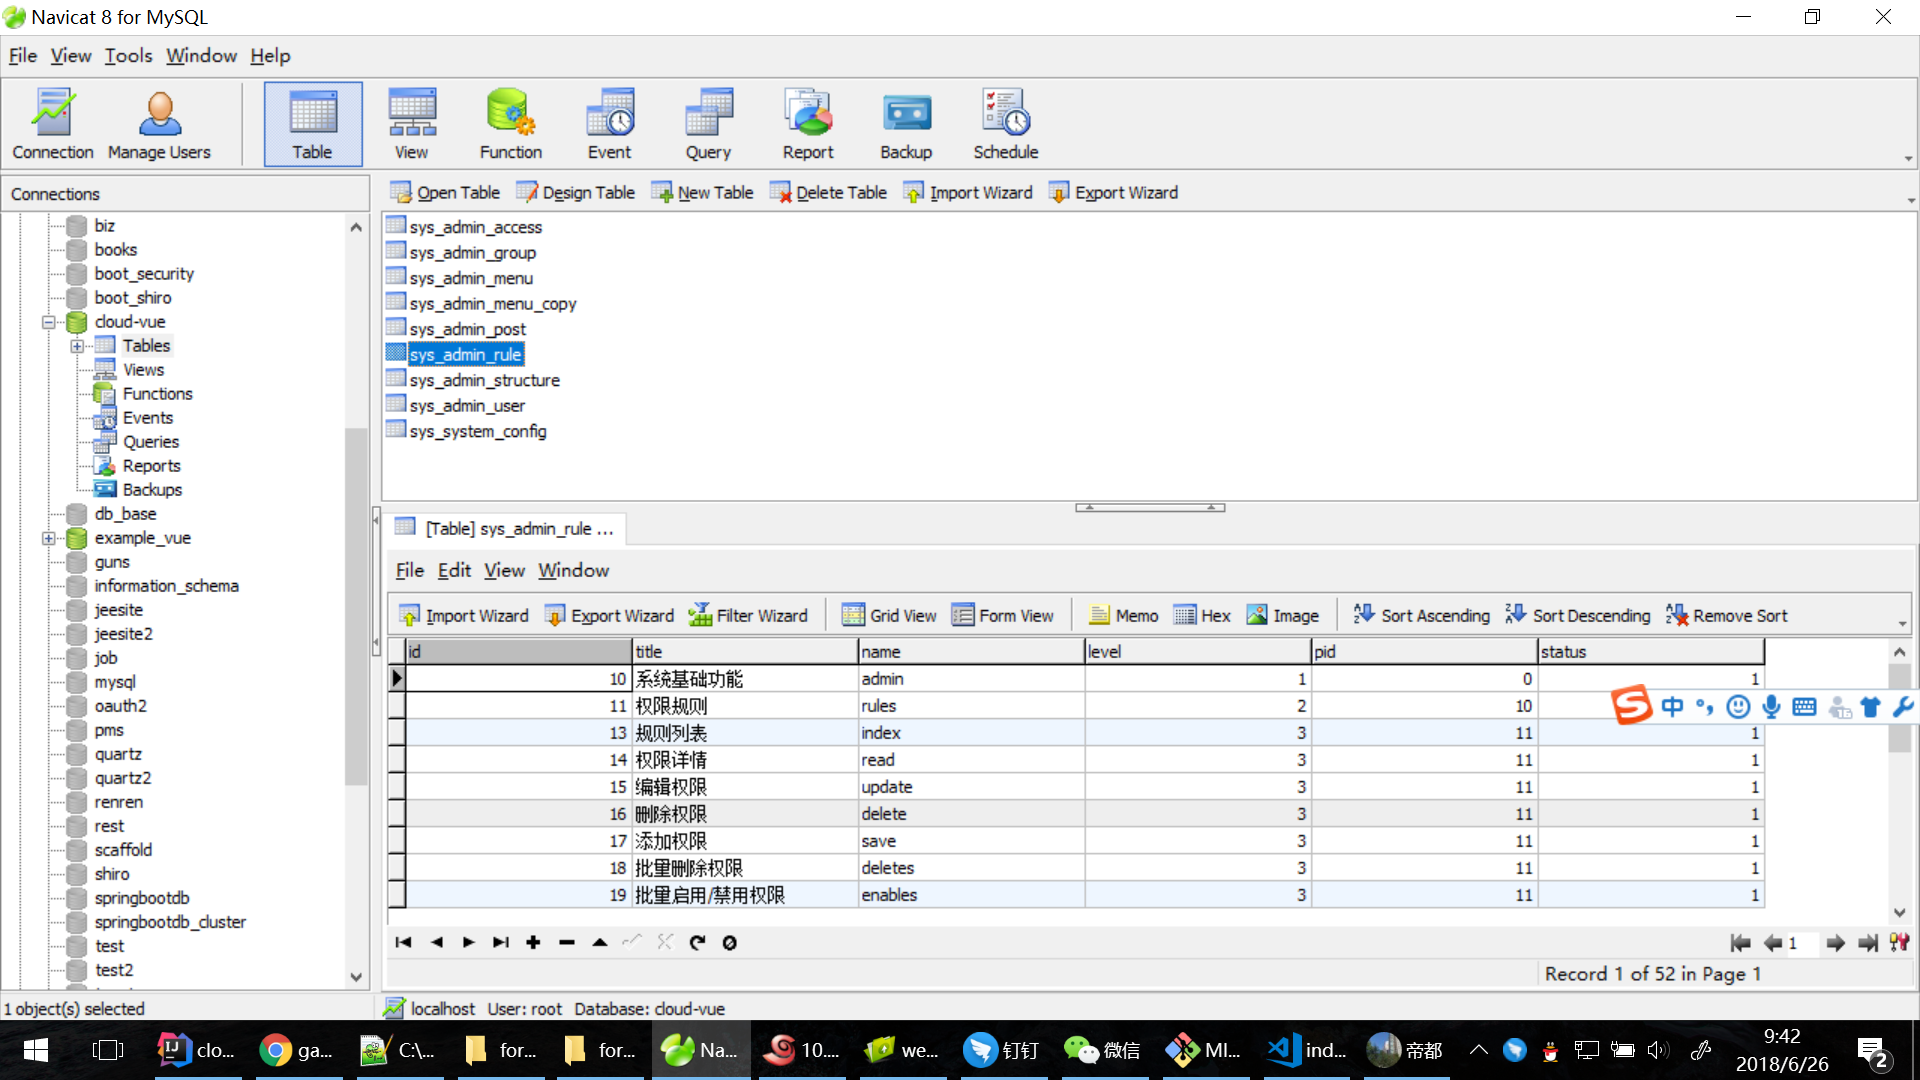 Navicat 8 for MySQL
File View Tools Window Help
Connection Manage Users Table View Function Event Query Report Backup Schedule
Connections
Open Table Design Table New Table Delete Table Import Wizard Export Wizard
biz
books
boot_security
boot_shiro
cloud-vue
Tables
Views
Functions
Events
Queries
Reports
Backups
db_base
example_vue
guns
information_schema
jeesite
jeesite2
job
mysql
oauth2
pms
quartz
quartz2
renren
rest
scaffold
shiro
springbootdb
springbootdb_cluster
test
test2
sys_admin_access
sys_admin_group
sys_admin_menu
sys_admin_menu_copy
sys_admin_post
sys_admin_rule
sys_admin_structure
sys_admin_user
sys_system_config
[Table] sys_admin_rule ...
File Edit View Window
Import Wizard Export Wizard Filter Wizard Grid View Form View Memo Hex Image Sort Ascending Sort Descending Remove Sort
id title name level pid status
10 系统基础功能 admin 1 0 1
11 权限规则 rules 2 10
13 规则列表 index 3 11 1
14 权限详情 read 3 11 1
15 编辑权限 update 3 11 1
16 删除权限 delete 3 11 1
17 添加权限 save 3 11 1
18 批量删除权限 deletes 3 11 1
19 批量启用/禁用权限 enables 3 11 1
中
1
Record 1 of 52 in Page 1
1 object(s) selected
localhost User: root Database: cloud-vue
clo... ga... C:\... for... for... Na... 10.... we... 钉钉 微信 MI... ind... 帝都
9:42
2018/6/26
2